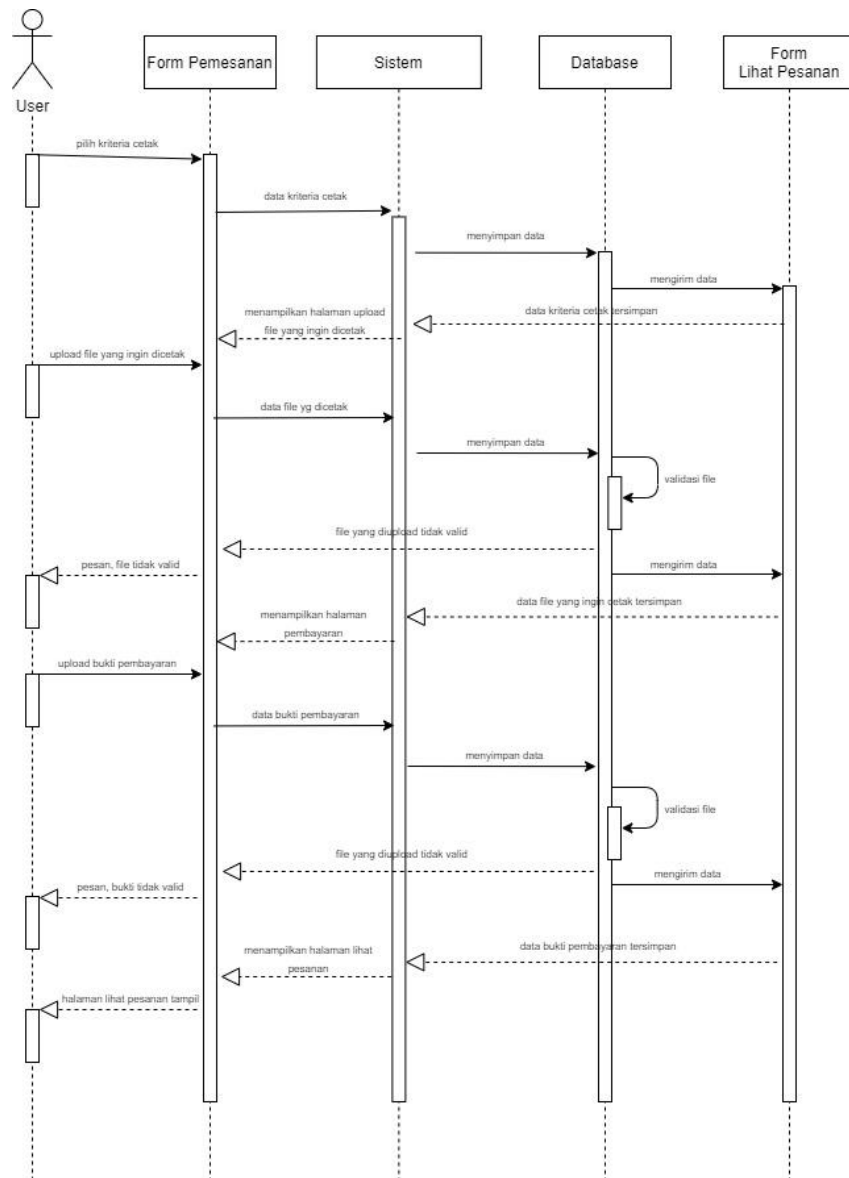 Form Pemesanan
Sistem
Database
Form
Lihat Pesanan
User
pilih kriteria cetak
data kriteria cetak
menyimpan data
mengirim data
menampilkan halaman upload
file yang ingin dicetak
data kriteria cetak tersimpan
upload file yang ingin dicetak
data file yg dicetak
menyimpan data
validasi file
file yang diupload tidak valid
pesan, file tidak valid
mengirim data
data file yang ingin cetak tersimpan
menampilkan halaman
pembayaran
upload bukti pembayaran
data bukti pembayaran
menyimpan data
validasi file
file yang diupload tidak valid
mengirim data
pesan, bukti tidak valid
data bukti pembayaran tersimpan
menampilkan halaman lihat
pesanan
halaman lihat pesanan tampil